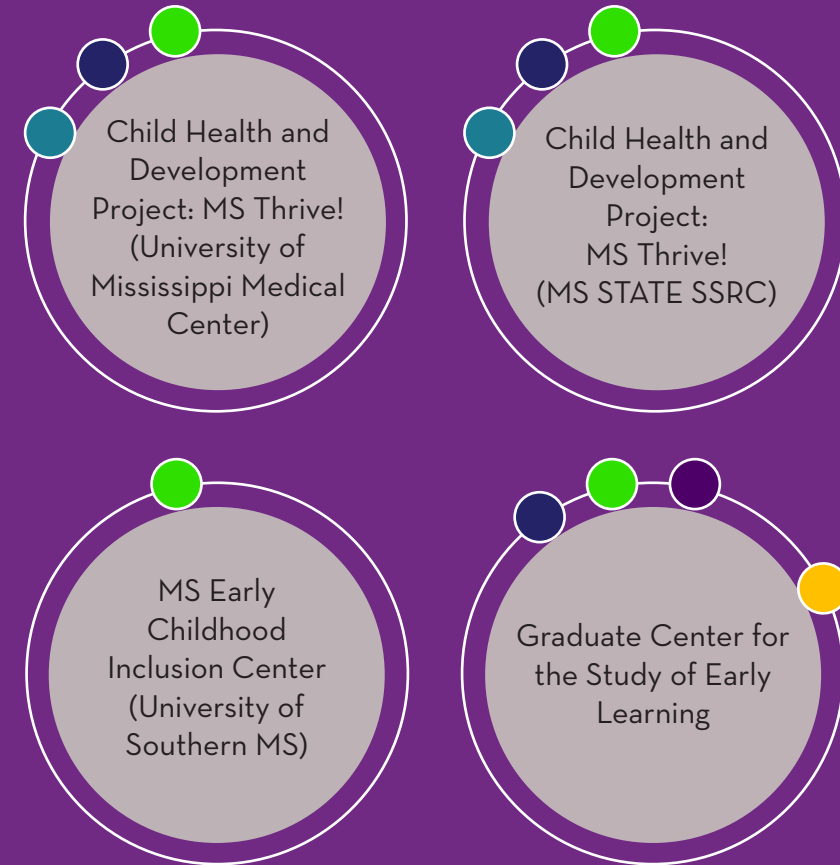 Child Health and
Development
Project: MS Thrive!
(University of
Mississippi Medical
Center)
Child Health and
Development
Project:
MS Thrive!
(MS STATE SSRC)
MS Early
Childhood
Inclusion Center
(University of
Southern MS)
Graduate Center for
the Study of Early
Learning